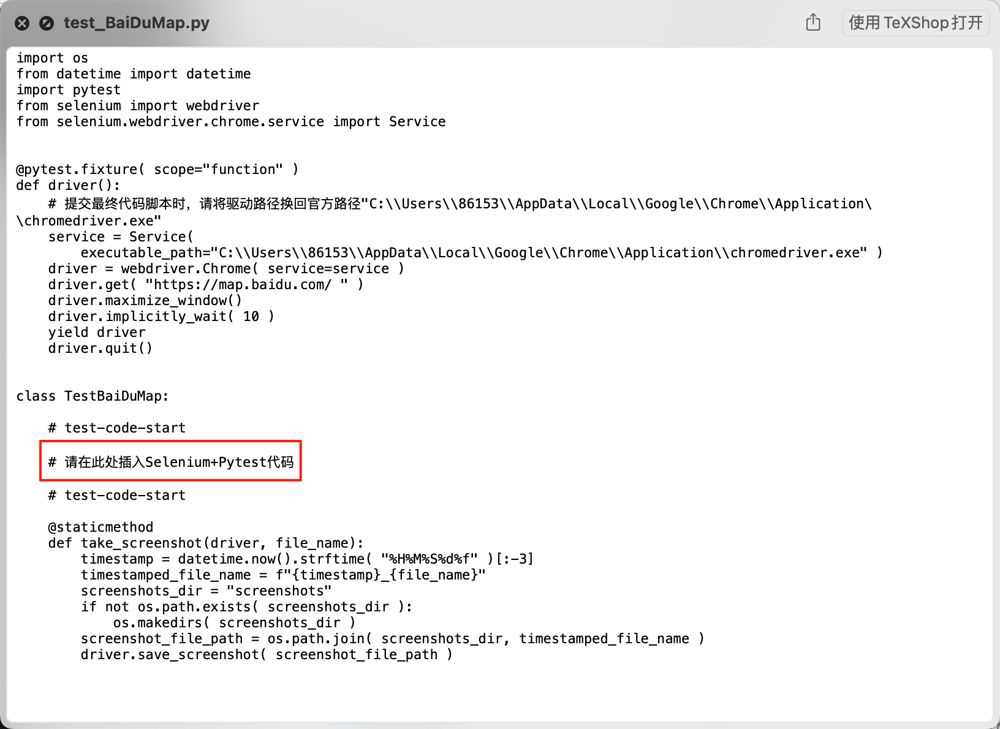 test_BaiDuMap.py
使用 TeXShop 打开
import os
from datetime import datetime
import pytest
from selenium import webdriver
from selenium.webdriver.chrome.service import Service
@pytest.fixture( scope="function" )
def driver():
    # 提交最终代码脚本时，请将驱动路径换回官方路径"C:\\Users\\86153\\AppData\\Local\\Google\\Chrome\\Application\
\chromedriver.exe"
    service = Service(
        executable_path="C:\\Users\\86153\\AppData\\Local\\Google\\Chrome\\Application\\chromedriver.exe" )
    driver = webdriver.Chrome( service=service )
    driver.get( "https://map.baidu.com/ " )
    driver.maximize_window()
    driver.implicitly_wait( 10 )
    yield driver
    driver.quit()
class TestBaiDuMap:
    # test-code-start
    # 请在此处插入Selenium+Pytest代码
    # test-code-start
    @staticmethod
    def take_screenshot(driver, file_name):
        timestamp = datetime.now().strftime( "%H%M%S%d%f" )[:-3]
        timestamped_file_name = f"{timestamp}_{file_name}"
        screenshots_dir = "screenshots"
        if not os.path.exists( screenshots_dir ):
            os.makedirs( screenshots_dir )
        screenshot_file_path = os.path.join( screenshots_dir, timestamped_file_name )
        driver.save_screenshot( screenshot_file_path )